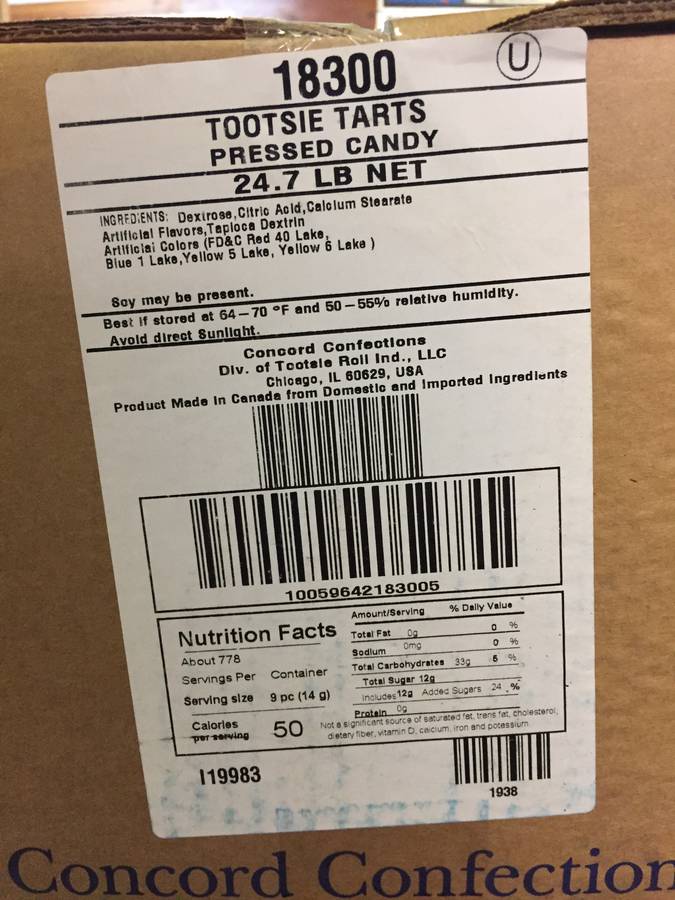 18300
U
TOOTSIE TARTS
PRESSED CANDY
24.7 LB NET
INGREDIENTS: Dextrose, Citric Acid, Calcium Stearate
Artificial Flavors, Tapioca Dextrin
Artificial Colors (FD&C Red 40 Lake,
Blue 1 Lake, Yellow 5 Lake, Yellow 6 Lake )
Soy may be present.
Best if stored at 64-70 °F and 50-55% relative humidity.
Avoid direct Sunlight.
Concord Confections
Div. of Tootsie Roll Ind., LLC
Chicago, IL 60629, USA
Product Made in Canada from Domestic and Imported Ingredients
10059642183005
Nutrition Facts
About 778
Servings Per Container
Serving size 9 pc (14 g)
Calories
per serving 50
Amount/Serving % Daily Value
Total Fat 0g 0 %
Sodium 0mg 0 %
Total Carbohydrates 33g 5 %
Total Sugar 12g
Includes 12g Added Sugars 24 %
Protein 0g
Not a significant source of saturated fat, trans fat, cholesterol,
dietary fiber, vitamin D, calcium, iron and potassium
I19983
1938
Concord Confection